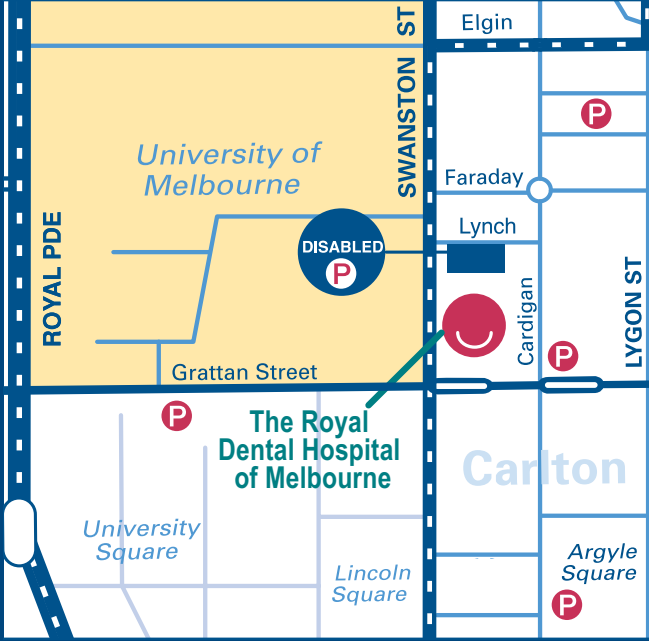 Elgin
SWANSTON ST
P
University of
Melbourne
Faraday
Lynch
DISABLED
P
ROYAL PDE
Cardigan
LYGON ST
P
Grattan Street
P
The Royal
Dental Hospital
of Melbourne
Carlton
University
Square
Lincoln
Square
Argyle
Square
P